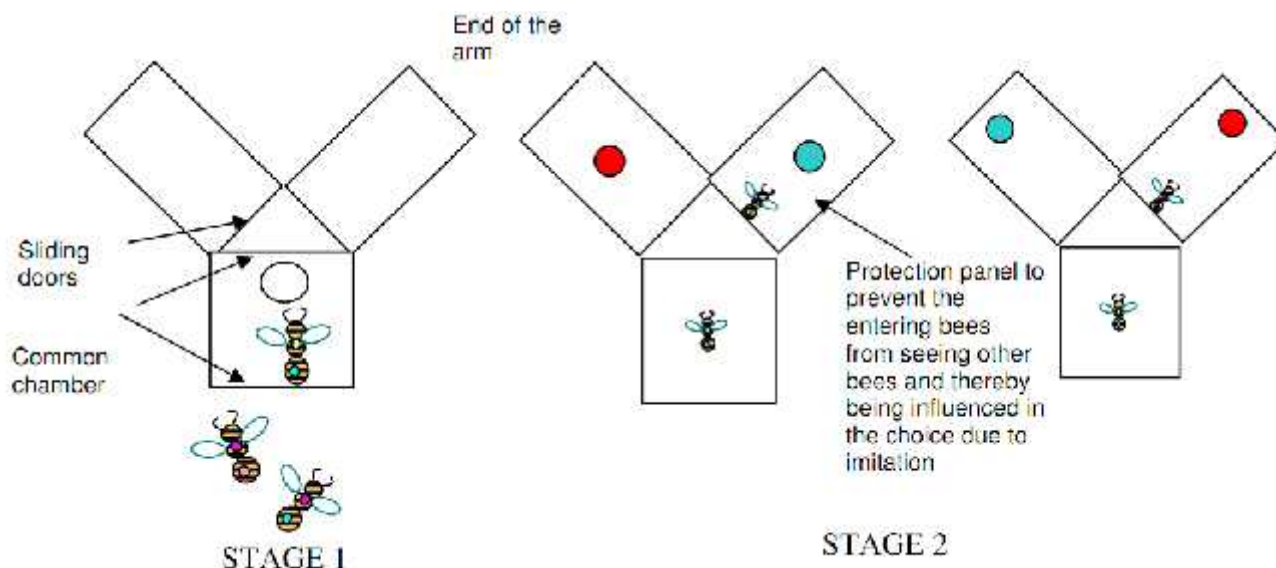 End of the
arm
Sliding
doors
Common
chamber
Protection panel to
prevent the
entering bees
from seeing other
bees and thereby
being influenced in
the choice due to
imitation
STAGE 1
STAGE 2